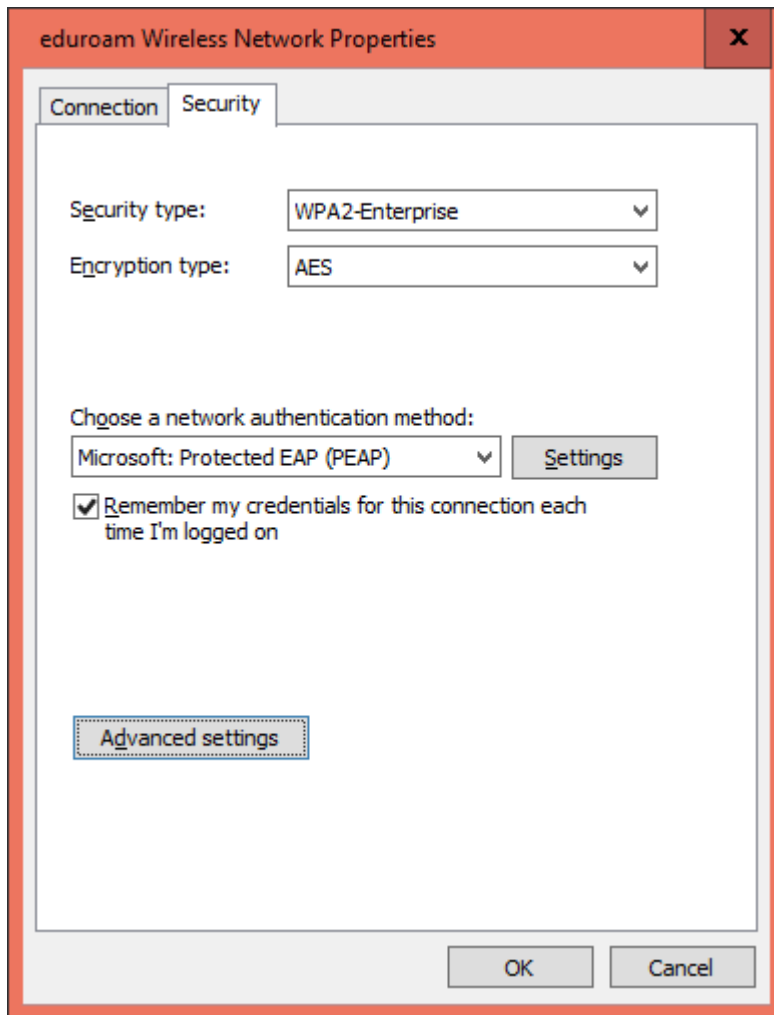 eduroam Wireless Network Properties
x
Connection
Security
Security type:
WPA2-Enterprise
Encryption type:
AES
Choose a network authentication method:
Microsoft: Protected EAP (PEAP)
Settings
Remember my credentials for this connection each
time I'm logged on
Advanced settings
OK
Cancel